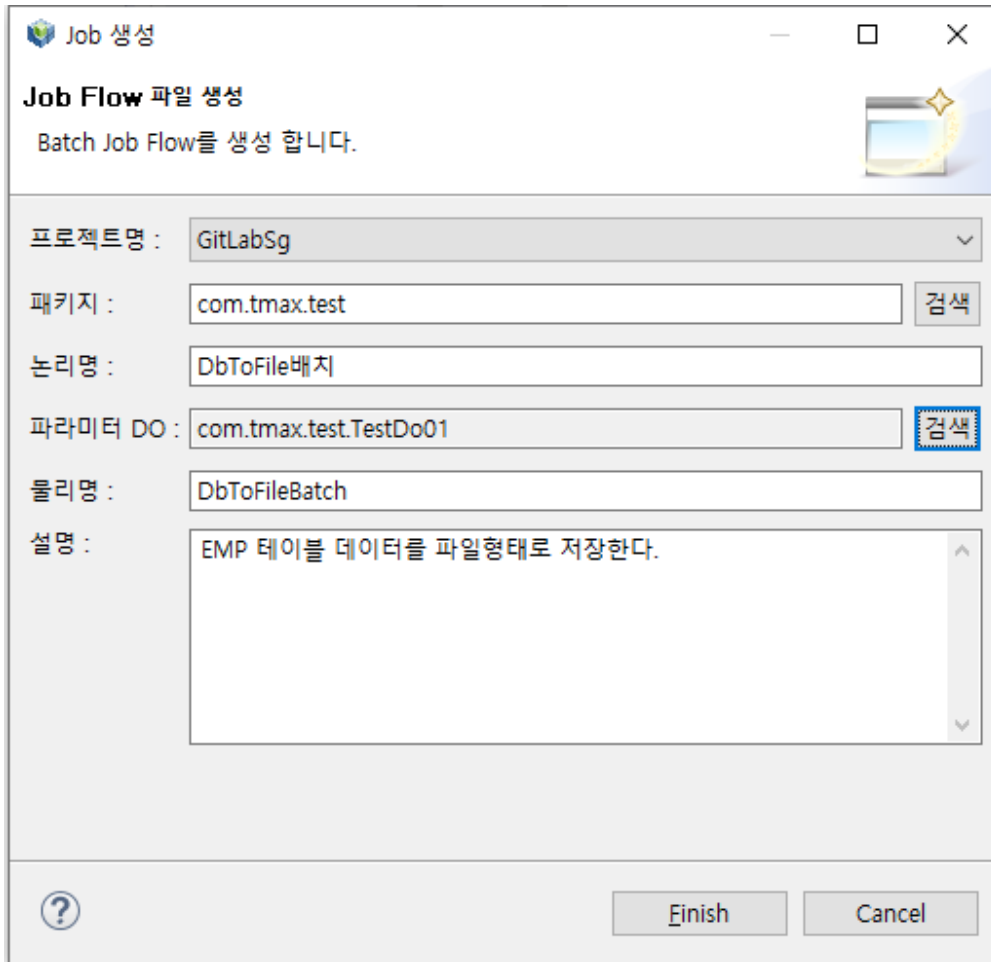 Job 생성
Job Flow 파일 생성
Batch Job Flow를 생성 합니다.
프로젝트명 : GitLabSg
패키지 : com.tmax.test 검색
논리명 : DbToFile배치
파라미터 DO : com.tmax.test.TestDo01 검색
물리명 : DbToFileBatch
설명 : EMP 테이블 데이터를 파일형태로 저장한다.
? Finish Cancel